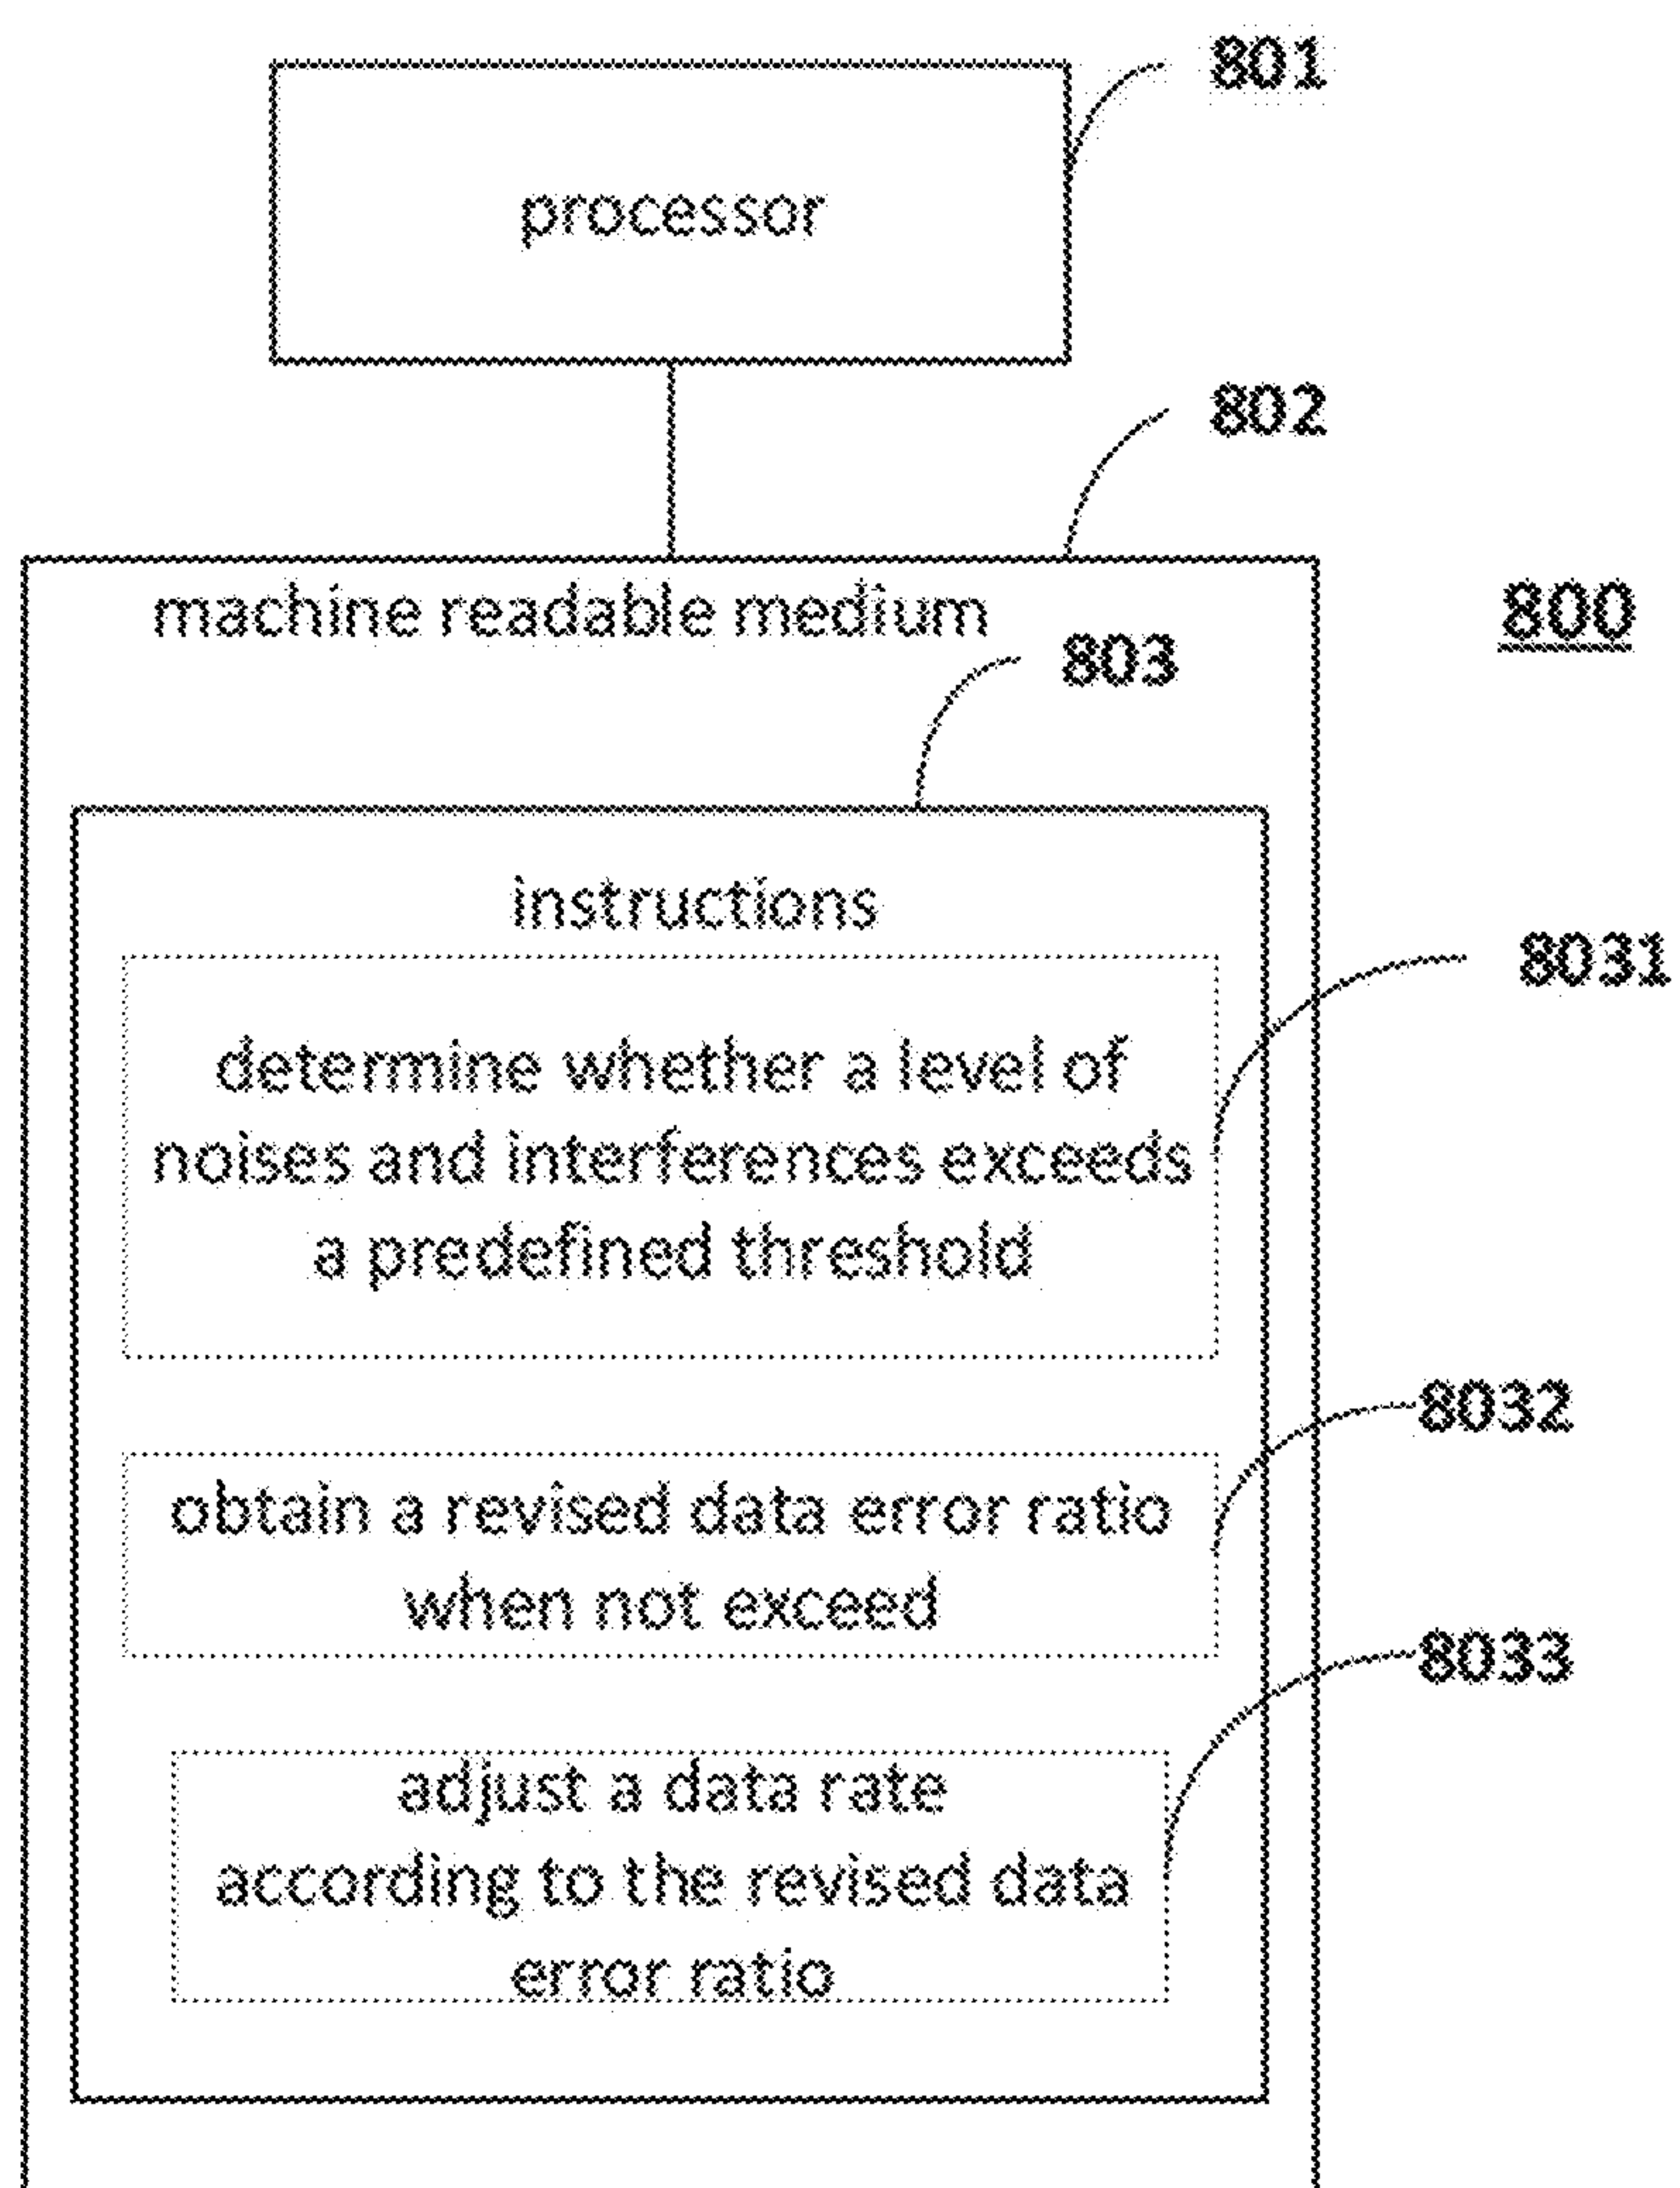 801
processor
802
machine readable medium
800
803
instructions
8031
determine whether a level of
noises and interferences exceeds
a predefined threshold
8032
obtain a revised data error ratio
when not exceed
8033
adjust a data rate
according to the revised data
error ratio